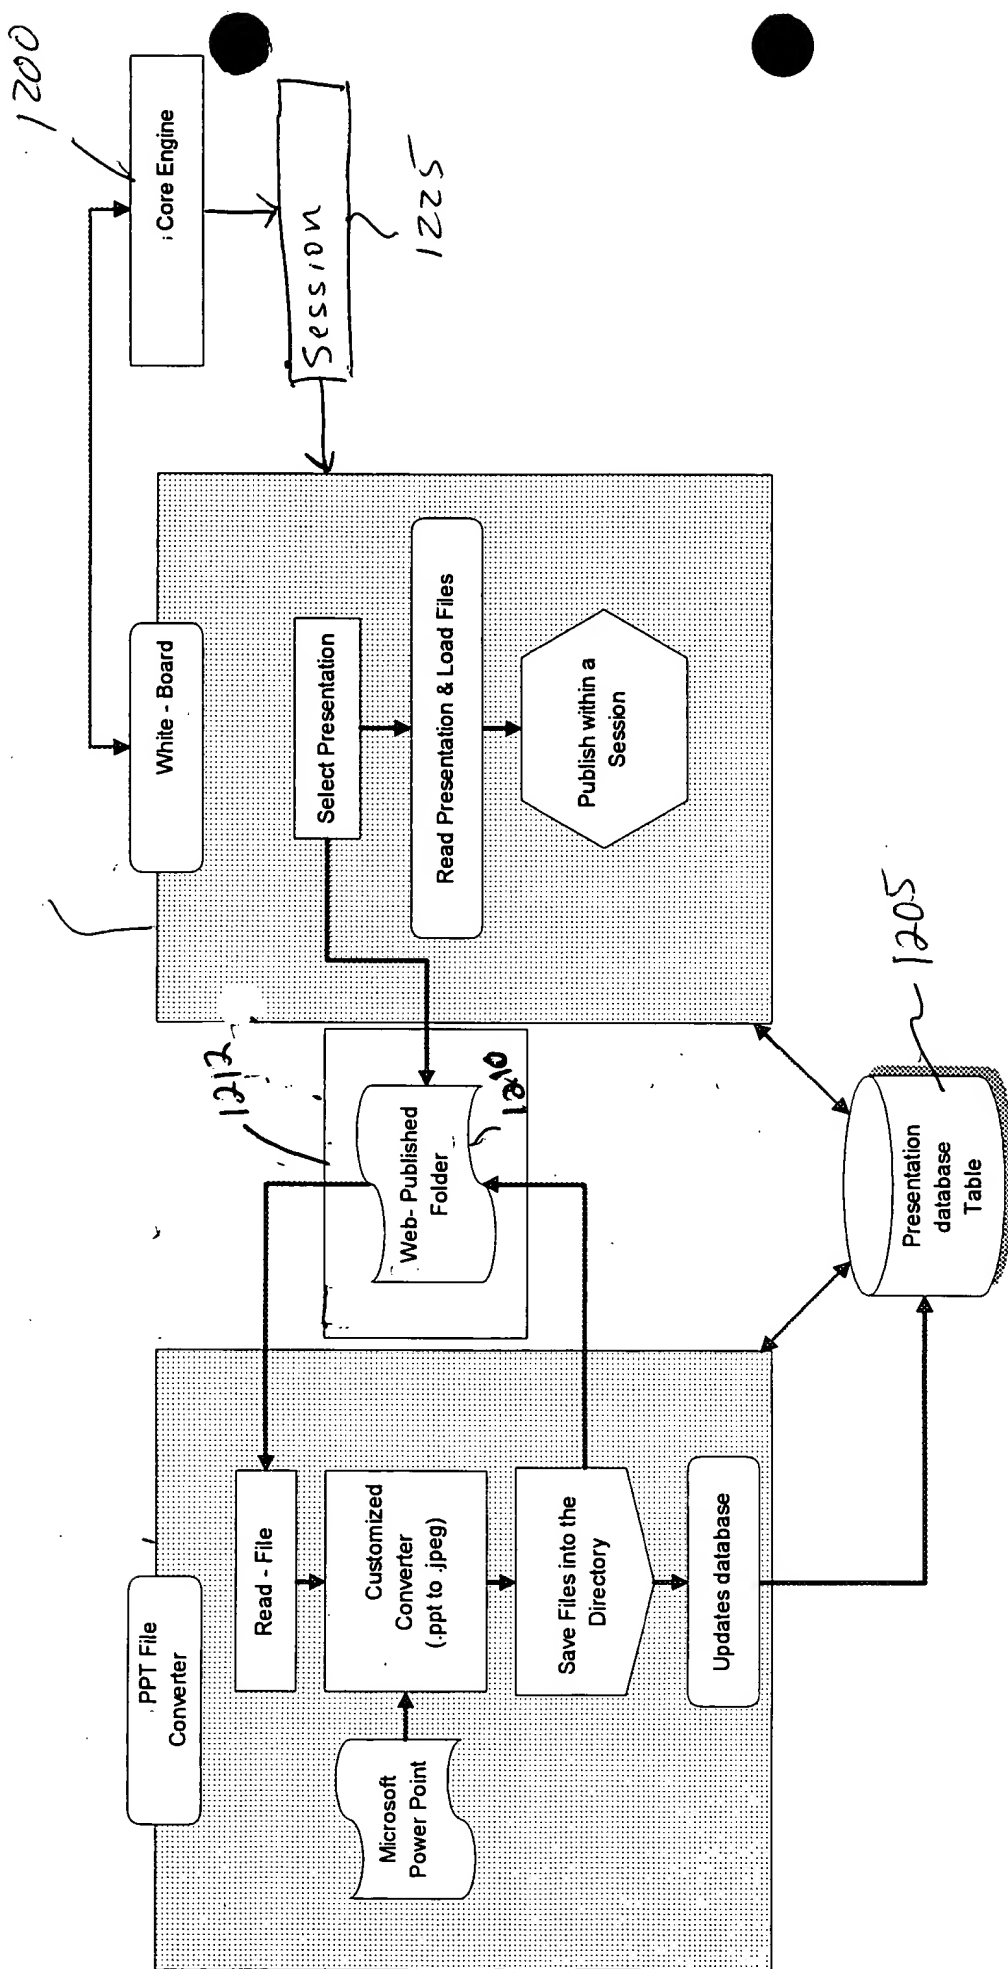 PPT File
Converter
Read - File
Microsoft
Power Point
Customized
Converter
(.ppt to .jpeg)
Save Files into the
Directory
Updates database
1212
Web- Published
Folder
1210
Presentation
database
Table
1205
White - Board
Select Presentation
Read Presentation & Load Files
Publish within a
Session
1200
Core Engine
Session
1225